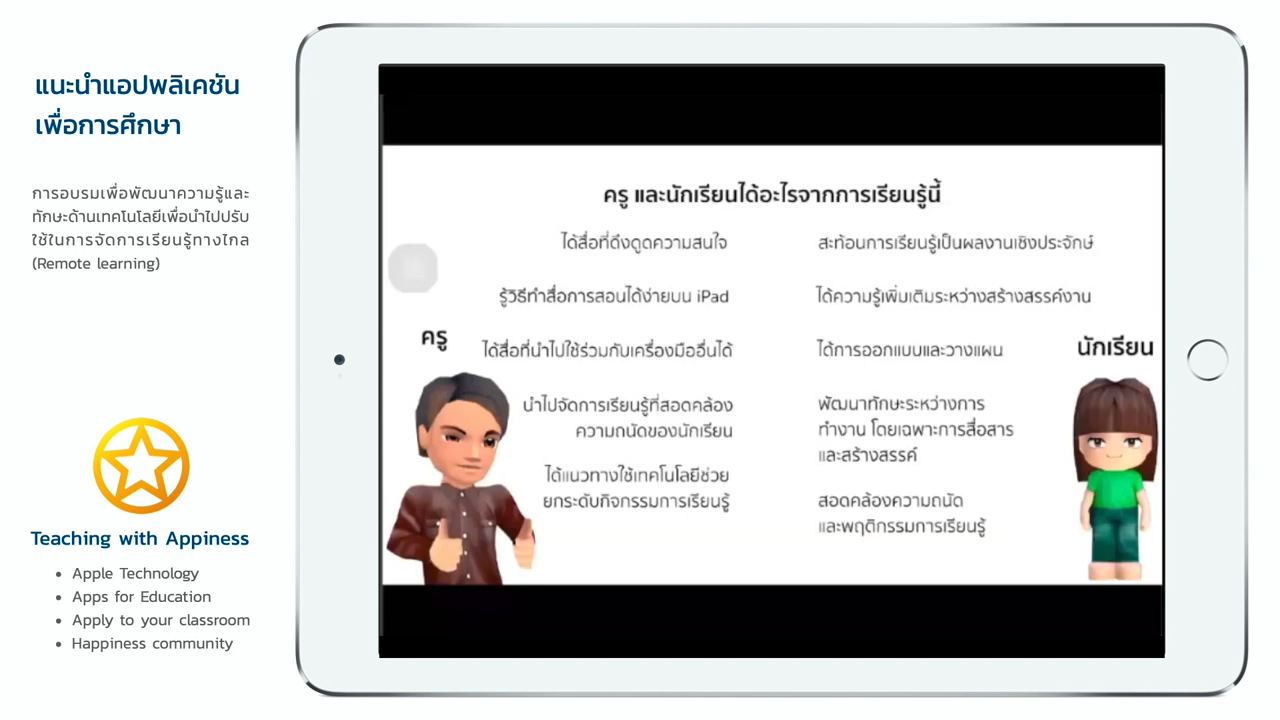 แนะนำแอปพลิเคชัน
เพื่อการศึกษา
การอบรมเพื่อพัฒนาความรู้และ
ทักษะด้านเทคโนโลยีเพื่อนำไปปรับ
ใช้ในการจัดการเรียนรู้ทางไกล
(Remote learning)
Teaching with Appiness
• Apple Technology
• Apps for Education
• Apply to your classroom
• Happiness community
ครู และนักเรียนได้อะไรจากการเรียนรู้นี้
ครู
ได้สื่อที่ดึงดูดความสนใจ
รู้วิธีทำสื่อการสอนได้ง่ายบน iPad
ได้สื่อที่นำไปใช้ร่วมกับเครื่องมืออื่นได้
นำไปจัดการเรียนรู้ที่สอดคล้อง
ความถนัดของนักเรียน
ได้แนวทางใช้เทคโนโลยีช่วย
ยกระดับกิจกรรมการเรียนรู้
นักเรียน
สะท้อนการเรียนรู้เป็นผลงานเชิงประจักษ์
ได้ความรู้เพิ่มเติมระหว่างสร้างสรรค์งาน
ได้การออกแบบและวางแผน
พัฒนาทักษะระหว่างการ
ทำงาน โดยเฉพาะการสื่อสาร
และสร้างสรรค์
สอดคล้องความถนัด
และพฤติกรรมการเรียนรู้